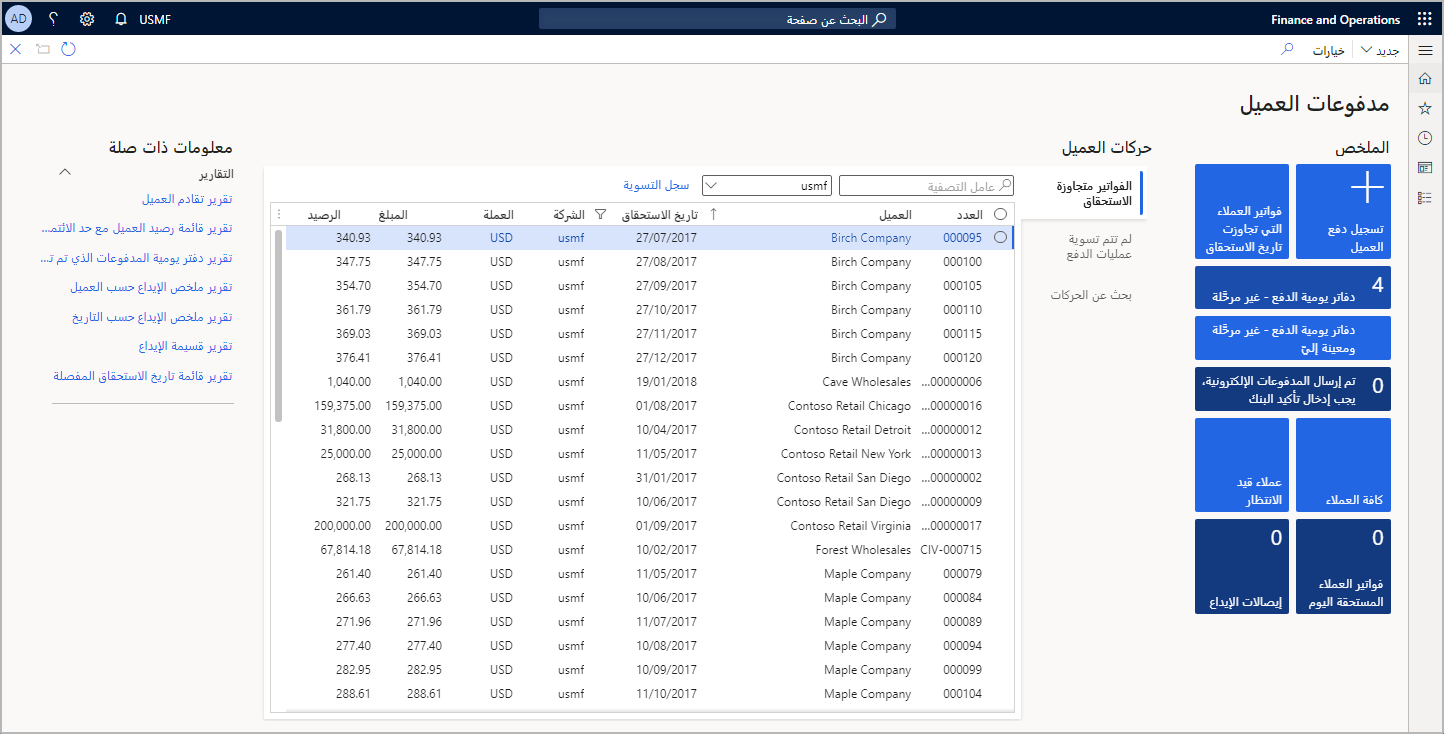 Finance and Operations
البحث عن صفحة
USMF
AD
جديد
خيارات
مدفوعات العميل
الملخص
تسجيل دفع
العميل
فواتير العملاء
التي تجاوزت
تاريخ الاستحقاق
4
دفاتر يومية الدفع - غير مرحَّلة
دفاتر يومية الدفع - غير مرحَّلة
ومعينة إليّ
0
تم إرسال المدفوعات الإلكترونية،
يجب إدخال تأكيد البنك
كافة العملاء
عملاء قيد
الانتظار
0
فواتير العملاء
المستحقة اليوم
0
إيصالات الإيداع
حركات العميل
الفواتير متجاوزة
الاستحقاق
لم تتم تسوية
عمليات الدفع
بحث عن الحركات
عامل التصفية
usmf
سجل التسوية
العدد العميل تاريخ الاستحقاق الشركة العملة المبلغ الرصيد
000095 Birch Company 27/07/2017 usmf USD 340.93 340.93
000100 Birch Company 27/08/2017 usmf USD 347.75 347.75
000105 Birch Company 27/09/2017 usmf USD 354.70 354.70
000110 Birch Company 27/10/2017 usmf USD 361.79 361.79
000115 Birch Company 27/11/2017 usmf USD 369.03 369.03
000120 Birch Company 27/12/2017 usmf USD 376.41 376.41
...00000006 Cave Wholesales 19/01/2018 usmf USD 1,040.00 1,040.00
...00000016 Contoso Retail Chicago 01/08/2017 usmf USD 159,375.00 159,375.00
...00000012 Contoso Retail Detroit 10/04/2017 usmf USD 31,800.00 31,800.00
...00000013 Contoso Retail New York 11/05/2017 usmf USD 25,000.00 25,000.00
...00000002 Contoso Retail San Diego 31/01/2017 usmf USD 268.13 268.13
...00000009 Contoso Retail San Diego 10/06/2017 usmf USD 321.75 321.75
...00000017 Contoso Retail Virginia 01/09/2017 usmf USD 200,000.00 200,000.00
CIV-000715 Forest Wholesales 10/02/2017 usmf USD 67,814.18 67,814.18
000079 Maple Company 11/05/2017 usmf USD 261.40 261.40
000084 Maple Company 10/06/2017 usmf USD 266.63 266.63
000089 Maple Company 11/07/2017 usmf USD 271.96 271.96
000094 Maple Company 10/08/2017 usmf USD 277.40 277.40
000099 Maple Company 10/09/2017 usmf USD 282.95 282.95
000104 Maple Company 11/10/2017 usmf USD 288.61 288.61
معلومات ذات صلة
التقارير
تقرير تقادم العميل
تقرير قائمة رصيد العميل مع حد الائتم...
تقرير دفتر يومية المدفوعات الذي تم تر...
تقرير ملخص الإيداع حسب العميل
تقرير ملخص الإيداع حسب التاريخ
تقرير قسيمة الإيداع
تقرير قائمة تاريخ الاستحقاق المفصلة